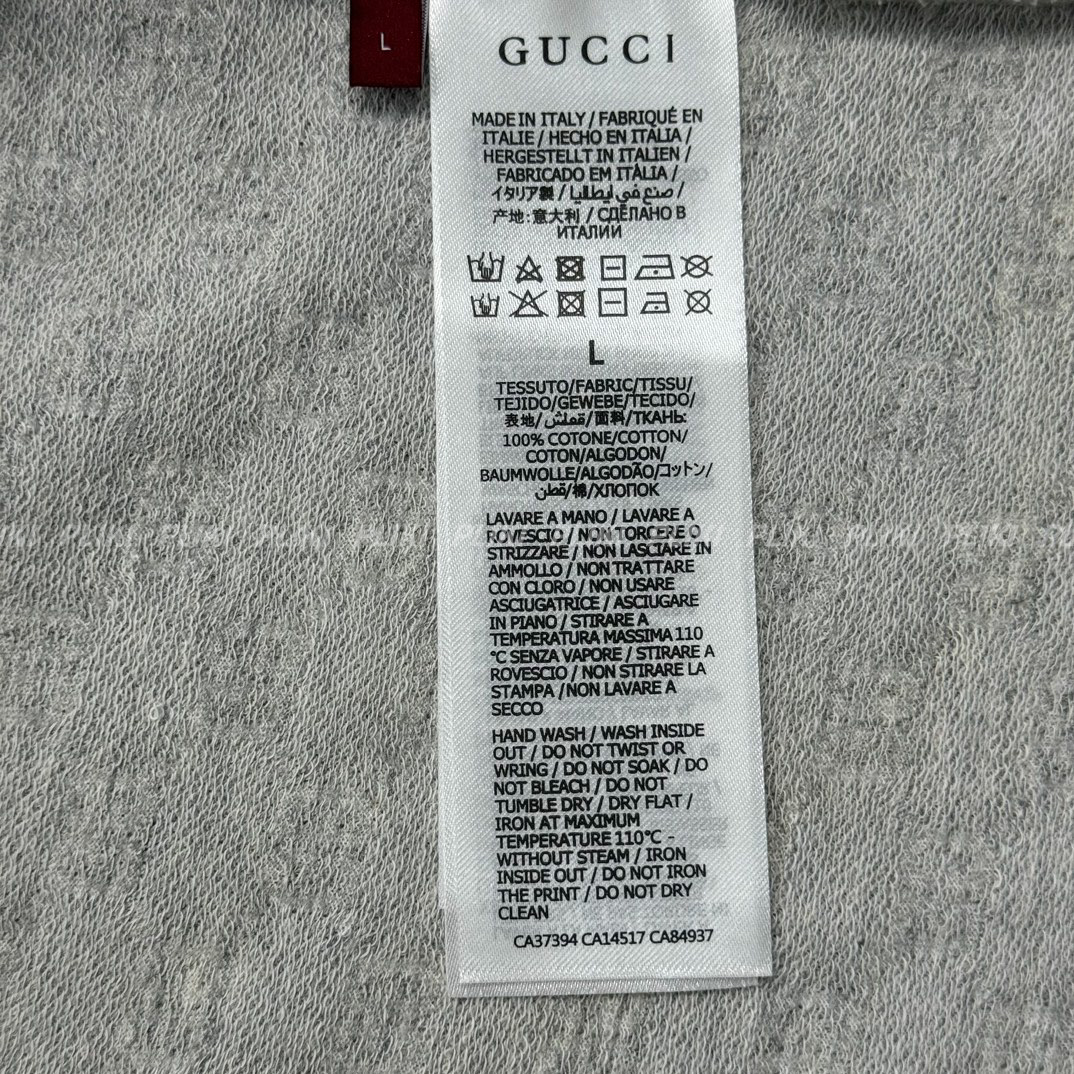 L
GUCCI
MADE IN ITALY / FABRIQUÉ EN
ITALIE / HECHO EN ITALIA /
HERGESTELLT IN ITALIEN /
FABRICADO EM ITÁLIA /
イタリア製 / صنع في إيطاليا /
产地:意大利 / СДЕЛАНО В
ИТАЛИИ
L
TESSUTO/FABRIC/TISSU/
TEJIDO/GEWEBE/TECIDO/
表地/قماش/面料/ТКАНЬ:
100% COTONE/COTTON/
COTON/ALGODON/
BAUMWOLLE/ALGODÃO/コットン/
قطن/棉/ХЛОПОК
LAVARE A MANO / LAVARE A
ROVESCIO / NON TORCERE O
STRIZZARE / NON LASCIARE IN
AMMOLLO / NON TRATTARE
CON CLORO / NON USARE
ASCIUGATRICE / ASCIUGARE
IN PIANO / STIRARE A
TEMPERATURA MASSIMA 110
°C SENZA VAPORE / STIRARE A
ROVESCIO / NON STIRARE LA
STAMPA /NON LAVARE A
SECCO
HAND WASH / WASH INSIDE
OUT / DO NOT TWIST OR
WRING / DO NOT SOAK / DO
NOT BLEACH / DO NOT
TUMBLE DRY / DRY FLAT /
IRON AT MAXIMUM
TEMPERATURE 110°C -
WITHOUT STEAM / IRON
INSIDE OUT / DO NOT IRON
THE PRINT / DO NOT DRY
CLEAN
CA37394 CA14517 CA84937